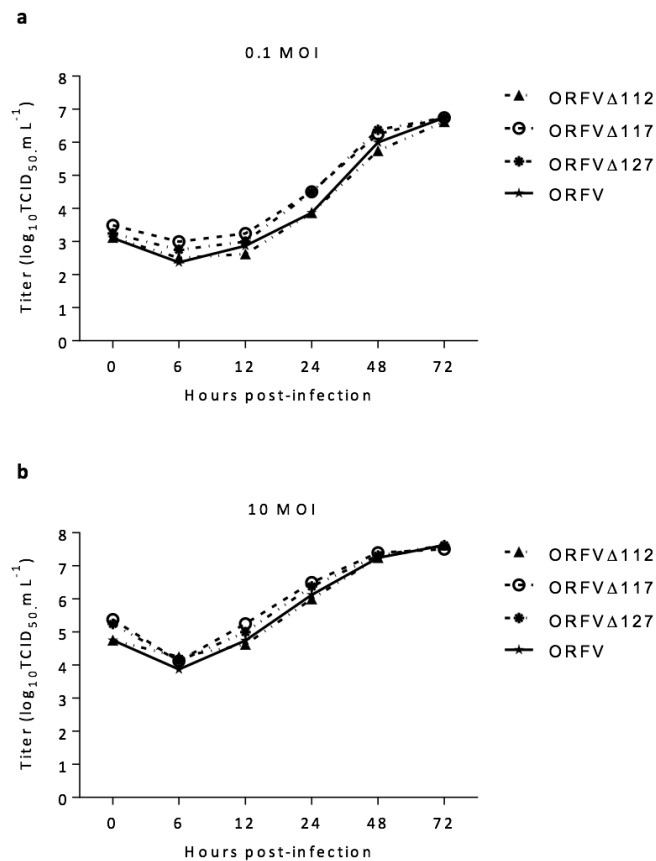 a
0.1 MOI
Titer (log10TCID50.mL-1)
8
7
6
5
4
3
2
1
0
0 6 12 24 48 72
Hours post-infection
ORFVΔ112
ORFVΔ117
ORFVΔ127
ORFV
b
10 MOI
Titer (log10TCID50.mL-1)
8
7
6
5
4
3
2
1
0
0 6 12 24 48 72
Hours post-infection
ORFVΔ112
ORFVΔ117
ORFVΔ127
ORFV